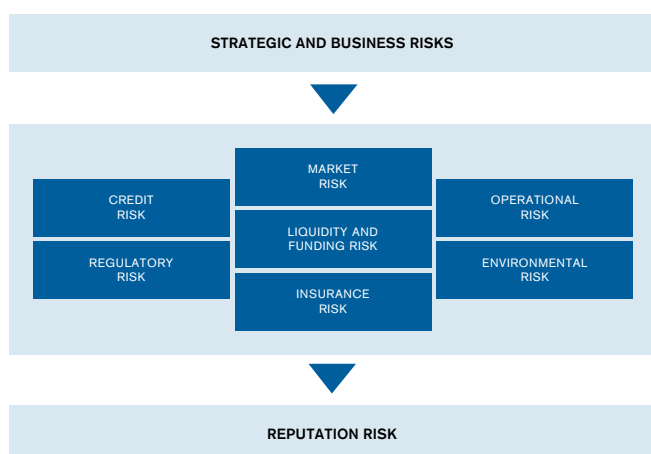 STRATEGIC AND BUSINESS RISKS
MARKET
RISK
CREDIT
RISK
OPERATIONAL
RISK
LIQUIDITY AND
FUNDING RISK
REGULATORY
RISK
ENVIRONMENTAL
RISK
INSURANCE
RISK
REPUTATION RISK